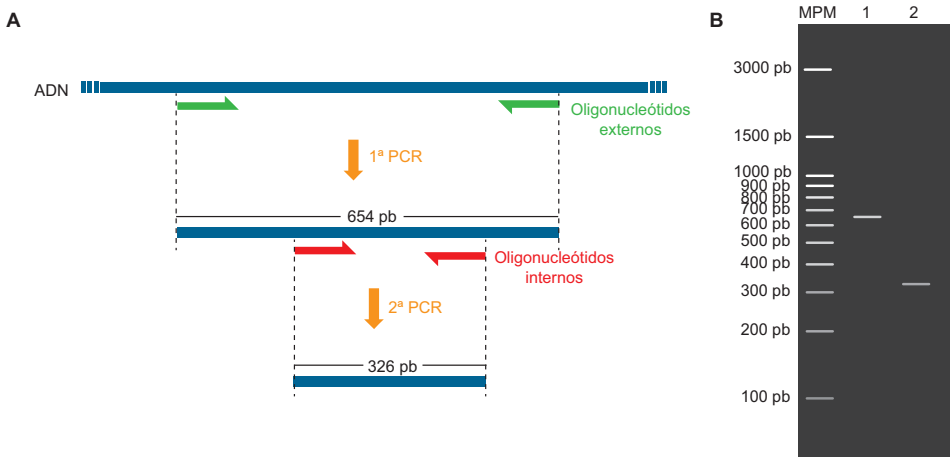 A
ADN
Oligonucleótidos
externos
1ª PCR
654 pb
Oligonucleótidos
internos
2ª PCR
326 pb
B
MPM 1 2
3000 pb
1500 pb
1000 pb
900 pb
800 pb
700 pb
600 pb
500 pb
400 pb
300 pb
200 pb
100 pb